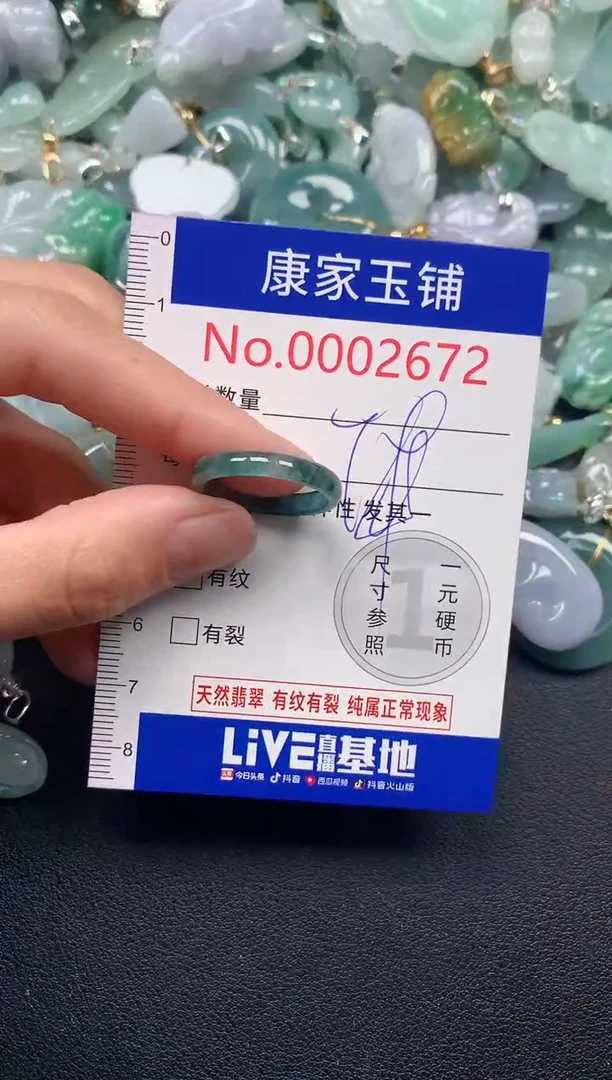 0
康家玉铺
1
No.0002672
数量
性 发其一
有纹
尺寸参照
一元硬币
1
6
有裂
7
天然翡翠 有纹有裂 纯属正常现象
8
LiVE直播基地
今日头条 抖音 西瓜视频 抖音火山版